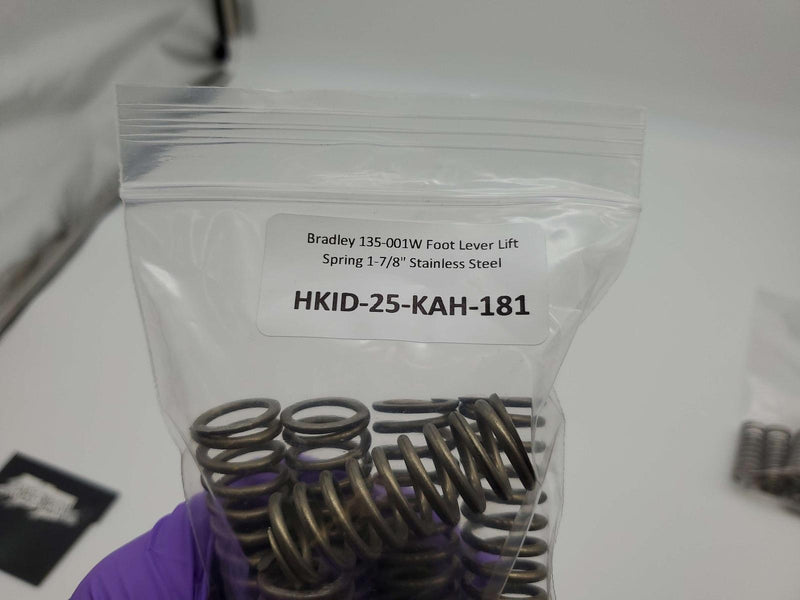 Bradley 135-001W Foot Lever Lift
Spring 1-7/8" Stainless Steel
HKID-25-KAH-181